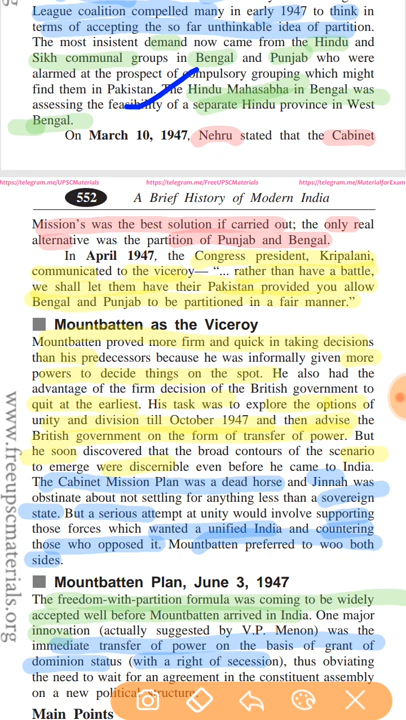 League coalition compelled many in early 1947 to think in
terms of accepting the so far unthinkable idea of partition.
The most insistent demand now came from the Hindu and
Sikh communal groups in Bengal and Punjab who were
alarmed at the prospect of compulsory grouping which might
find them in Pakistan. The Hindu Mahasabha in Bengal was
assessing the feasibility of a separate Hindu province in West
Bengal.
On March 10, 1947, Nehru stated that the Cabinet
https://telegram.me/UPSCMaterials https://telegram.me/FreeUPSCMaterials https://telegram.me/MaterialforExam
552 A Brief History of Modern India
Mission's was the best solution if carried out; the only real
alternative was the partition of Punjab and Bengal.
In April 1947, the Congress president, Kripalani,
communicated to the viceroy— “... rather than have a battle,
we shall let them have their Pakistan provided you allow
Bengal and Punjab to be partitioned in a fair manner.”
Mountbatten as the Viceroy
Mountbatten proved more firm and quick in taking decisions
than his predecessors because he was informally given more
powers to decide things on the spot. He also had the
advantage of the firm decision of the British government to
quit at the earliest. His task was to explore the options of
unity and division till October 1947 and then advise the
British government on the form of transfer of power. But
he soon discovered that the broad contours of the scenario
to emerge were discernible even before he came to India.
The Cabinet Mission Plan was a dead horse and Jinnah was
obstinate about not settling for anything less than a sovereign
state. But a serious attempt at unity would involve supporting
those forces which wanted a unified India and countering
those who opposed it. Mountbatten preferred to woo both
sides.
Mountbatten Plan, June 3, 1947
The freedom-with-partition formula was coming to be widely
accepted well before Mountbatten arrived in India. One major
innovation (actually suggested by V.P. Menon) was the
immediate transfer of power on the basis of grant of
dominion status (with a right of secession), thus obviating
the need to wait for an agreement in the constituent assembly
on a new political structure.
Main Points
www.freeupscmaterials.org